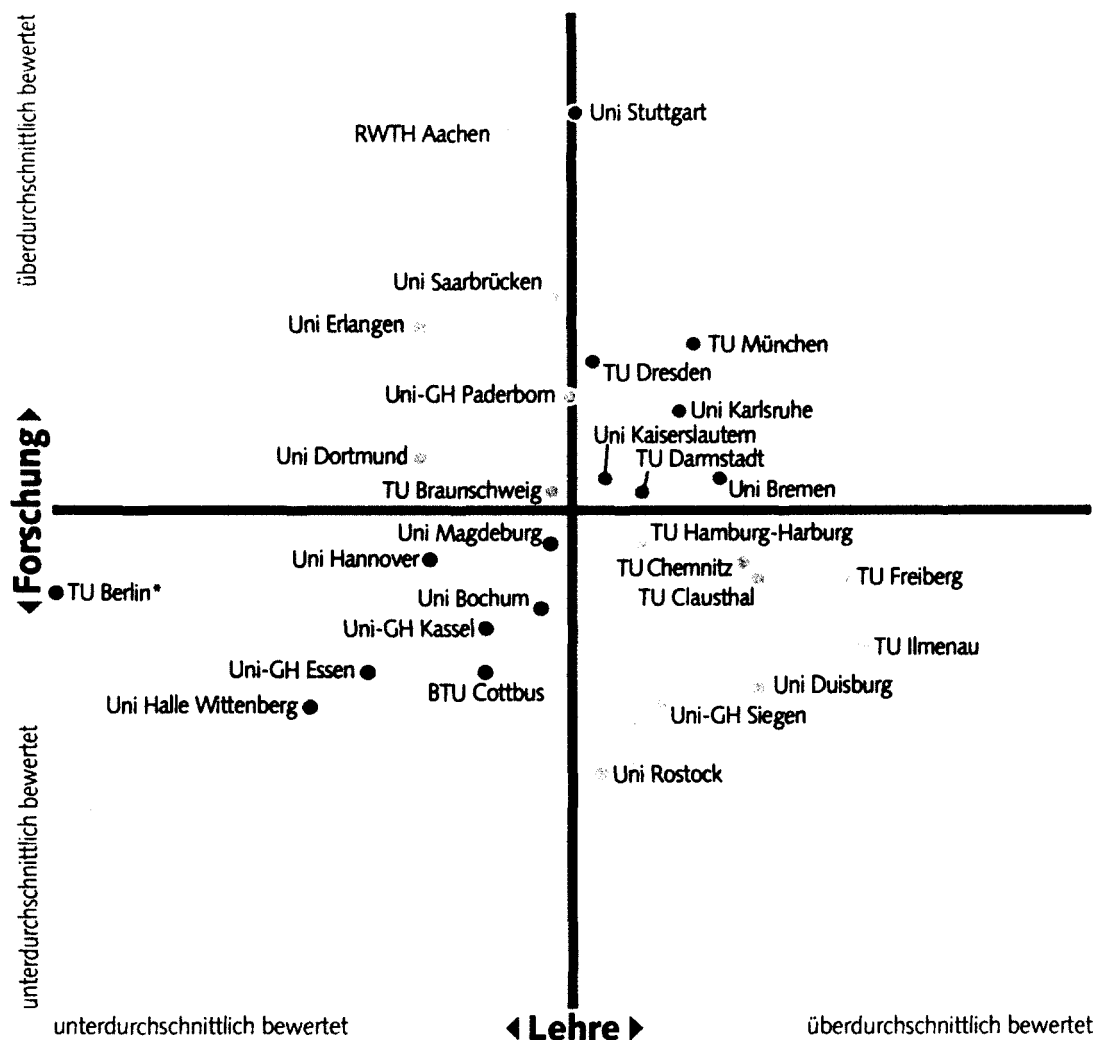 überdurchschnittlich bewertet
Uni Stuttgart
RWTH Aachen
Uni Saarbrücken
Uni Erlangen
TU München
TU Dresden
Uni-GH Paderborn
Uni Karlsruhe
Uni Kaiserslautern
Uni Dortmund
TU Darmstadt
TU Braunschweig
Uni Bremen
◀Forschung▶
Uni Magdeburg
TU Hamburg-Harburg
Uni Hannover
TU Chemnitz
TU Freiberg
TU Berlin*
Uni Bochum
TU Clausthal
Uni-GH Kassel
TU Ilmenau
Uni-GH Essen
BTU Cottbus
Uni Duisburg
Uni Halle Wittenberg
Uni-GH Siegen
Uni Rostock
unterdurchschnittlich bewertet
unterdurchschnittlich bewertet
◀Lehre▶
überdurchschnittlich bewertet